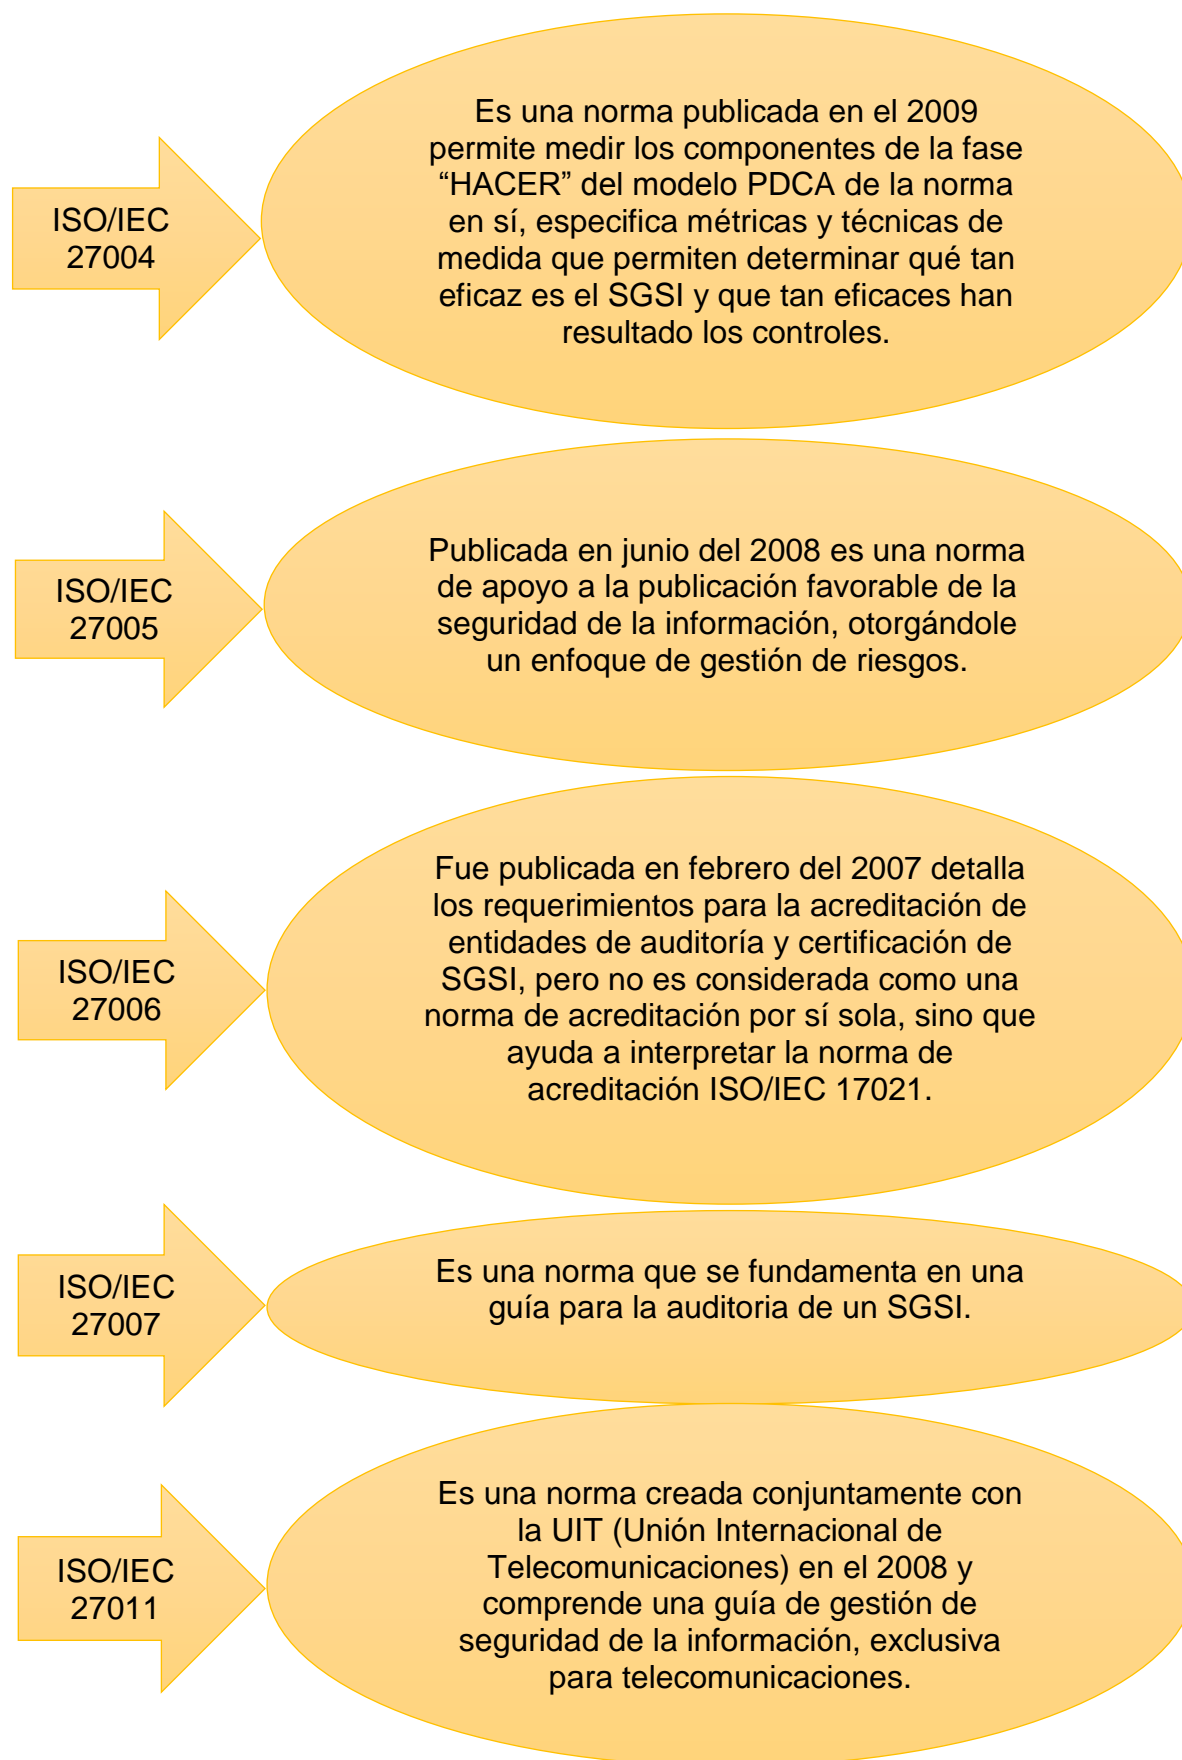 ISO/IEC
27004
Es una norma publicada en el 2009
permite medir los componentes de la fase
“HACER” del modelo PDCA de la norma
en sí, especifica métricas y técnicas de
medida que permiten determinar qué tan
eficaz es el SGSI y que tan eficaces han
resultado los controles.
ISO/IEC
27005
Publicada en junio del 2008 es una norma
de apoyo a la publicación favorable de la
seguridad de la información, otorgándole
un enfoque de gestión de riesgos.
ISO/IEC
27006
Fue publicada en febrero del 2007 detalla
los requerimientos para la acreditación de
entidades de auditoría y certificación de
SGSI, pero no es considerada como una
norma de acreditación por sí sola, sino que
ayuda a interpretar la norma de
acreditación ISO/IEC 17021.
ISO/IEC
27007
Es una norma que se fundamenta en una
guía para la auditoria de un SGSI.
ISO/IEC
27011
Es una norma creada conjuntamente con
la UIT (Unión Internacional de
Telecomunicaciones) en el 2008 y
comprende una guía de gestión de
seguridad de la información, exclusiva
para telecomunicaciones.